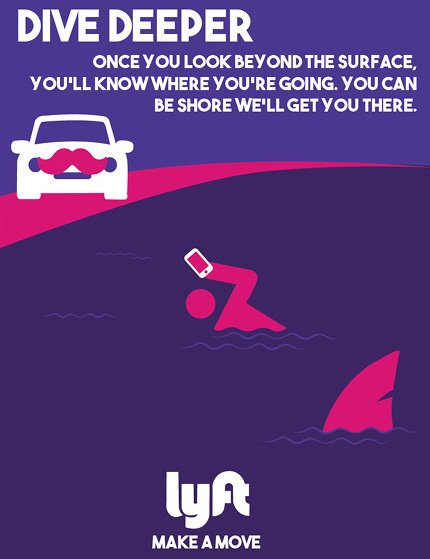 DIVE DEEPER
ONCE YOU LOOK BEYOND THE SURFACE,
YOU'LL KNOW WHERE YOU'RE GOING. YOU CAN
BE SHORE WE'LL GET YOU THERE.
lyft
MAKE A MOVE